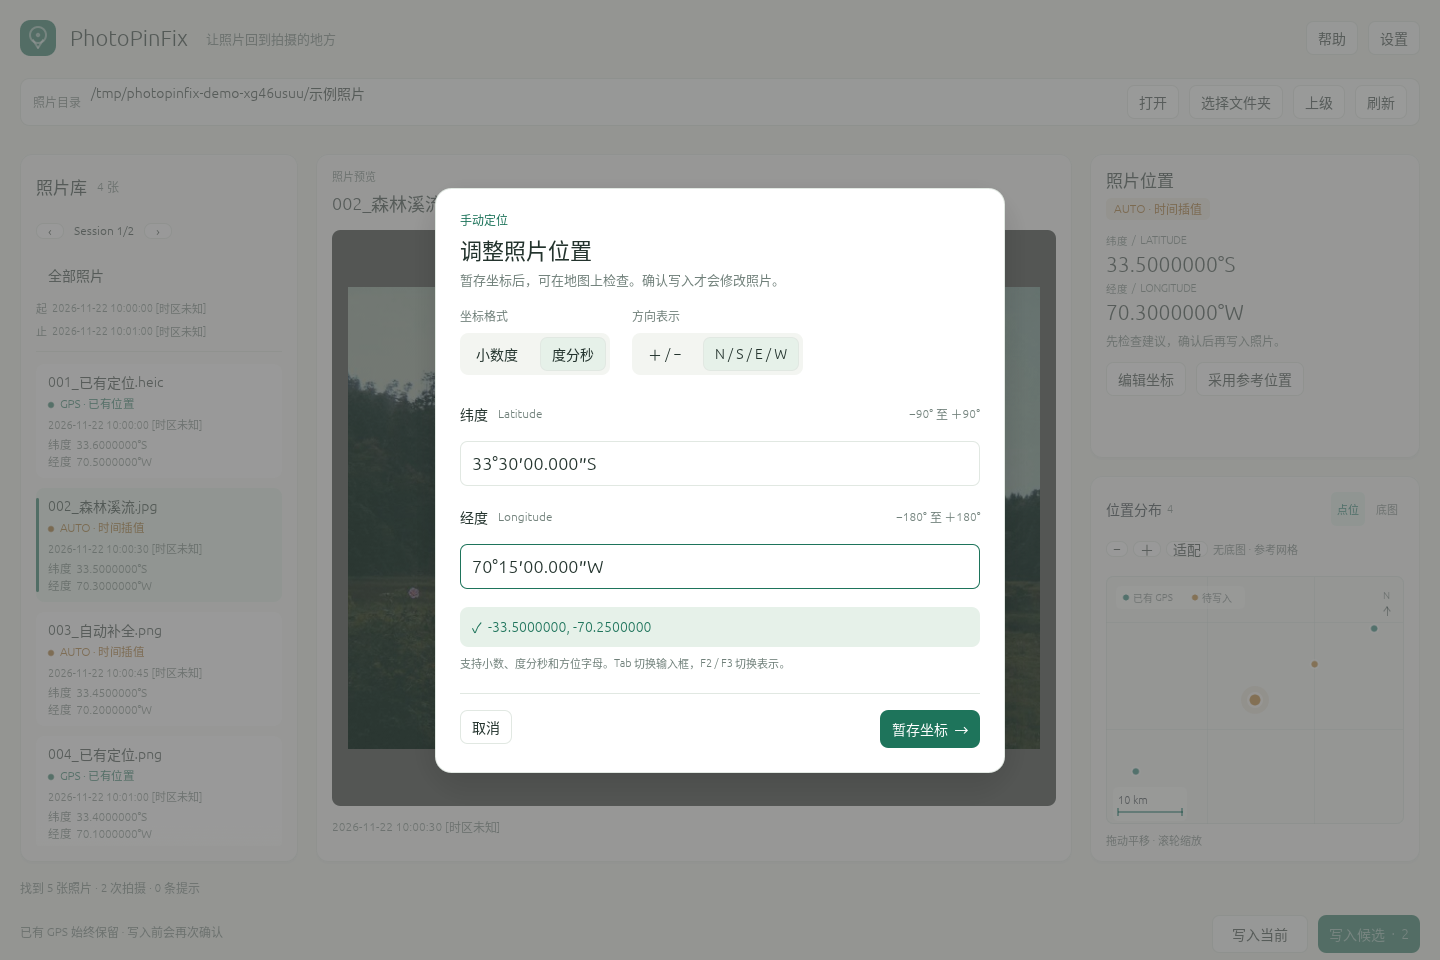 PhotoPinFix 让照片回到拍摄的地方
帮助 设置
照片目录 /tmp/photopinfix-demo-xg46usuu/示例照片
打开 选择文件夹 上级 刷新
照片库 4 张
‹ Session 1/2 ›
全部照片
起 2026-11-22 10:00:00 [时区未知]
止 2026-11-22 10:01:00 [时区未知]
001_已有定位.heic
GPS · 已有位置
2026-11-22 10:00:00 [时区未知]
纬度 33.6000000°S
经度 70.5000000°W
002_森林溪流.jpg
AUTO · 时间插值
2026-11-22 10:00:30 [时区未知]
纬度 33.5000000°S
经度 70.3000000°W
003_自动补全.png
AUTO · 时间插值
2026-11-22 10:00:45 [时区未知]
纬度 33.4500000°S
经度 70.2000000°W
004_已有定位.png
GPS · 已有位置
2026-11-22 10:01:00 [时区未知]
纬度 33.4000000°S
经度 70.1000000°W
照片预览
002_森林溪流
手动定位
调整照片位置
暂存坐标后，可在地图上检查。确认写入才会修改照片。
坐标格式 方向表示
小数度 度分秒 ＋ / − N / S / E / W
纬度 Latitude −90° 至 ＋90°
33°30′00.000″S
经度 Longitude −180° 至 ＋180°
70°15′00.000″W
✓ -33.5000000, -70.2500000
支持小数、度分秒和方位字母。Tab 切换输入框，F2 / F3 切换表示。
取消 暂存坐标 →
2026-11-22 10:00:30 [时区未知]
照片位置
AUTO · 时间插值
纬度 / LATITUDE
33.5000000°S
经度 / LONGITUDE
70.3000000°W
先检查建议，确认后再写入照片。
编辑坐标 采用参考位置
位置分布 4 点位 底图
− ＋ 适配 无底图 · 参考网格
已有 GPS 待写入
N
↑
10 km
拖动平移 · 滚轮缩放
找到 5 张照片 · 2 次拍摄 · 0 条提示
已有 GPS 始终保留 · 写入前会再次确认
写入当前 写入候选 · 2